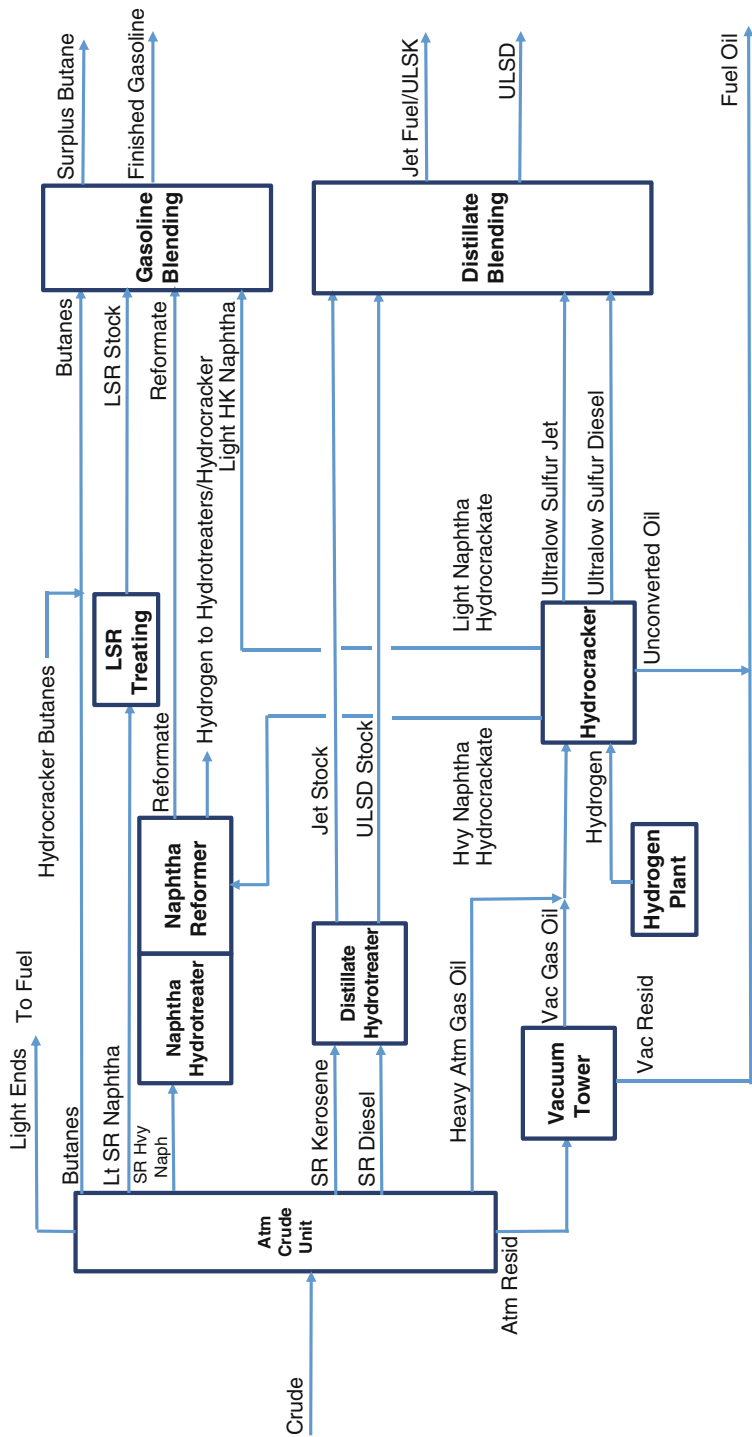 Crude
Atm
Crude
Unit
Light Ends
To Fuel
Butanes
Lt SR Naphtha
SR Hvy
Naph
SR Kerosene
SR Diesel
Heavy Atm Gas Oil
Atm Resid
Naphtha
Hydrotreater
Naphtha
Reformer
Distillate
Hydrotreater
Vacuum
Tower
Vac Gas Oil
Vac Resid
Hydrocracker Butanes
LSR
Treating
Reformate
Hydrogen to Hydrotreaters/Hydrocracker
Jet Stock
ULSD Stock
Hvy Naphtha
Hydrocrackate
Hydrogen
Hydrogen
Plant
Hydrocracker
Light Naphtha
Hydrocrackate
Ultralow Sulfur Jet
Ultralow Sulfur Diesel
Unconverted Oil
Butanes
LSR Stock
Reformate
Light HK Naphtha
Gasoline
Blending
Distillate
Blending
Surplus Butane
Finished Gasoline
Jet Fuel/ULSK
ULSD
Fuel Oil